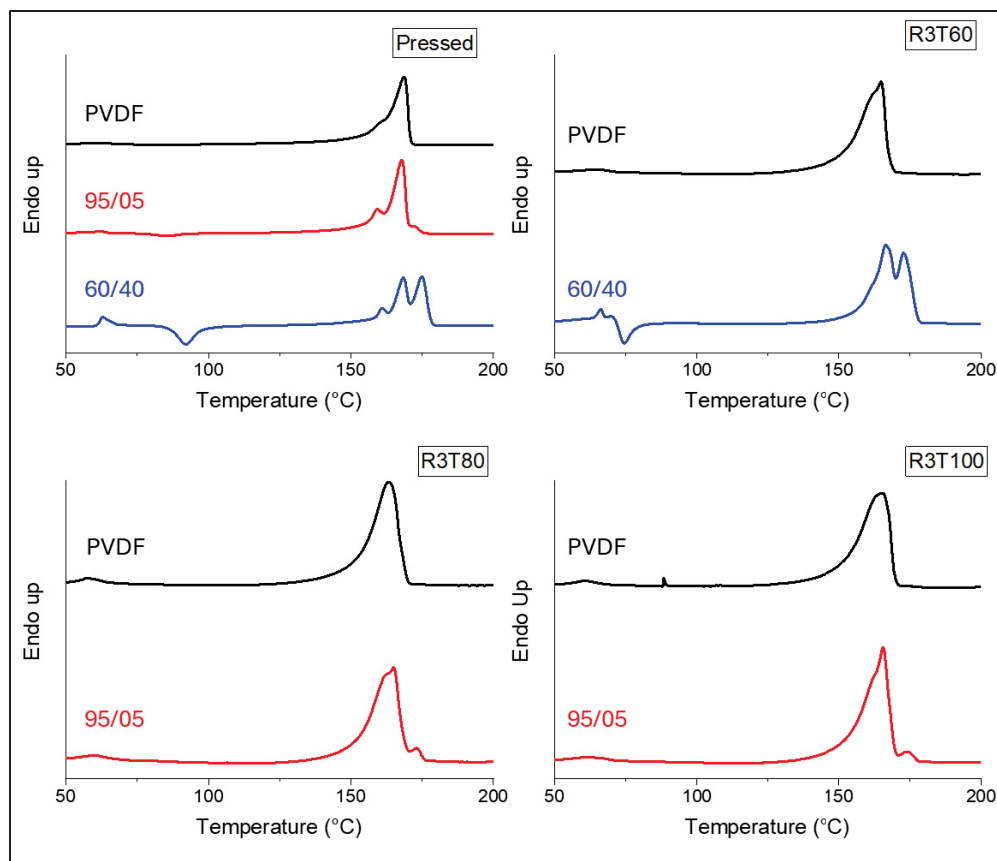 Pressed
PVDF
95/05
60/40
Endo up
50 100 150 200
Temperature (°C)
R3T60
PVDF
60/40
Endo up
50 100 150 200
Temperature (°C)
R3T80
PVDF
95/05
Endo up
50 100 150 200
Temperature (°C)
R3T100
PVDF
95/05
Endo Up
50 100 150 200
Temperature (°C)